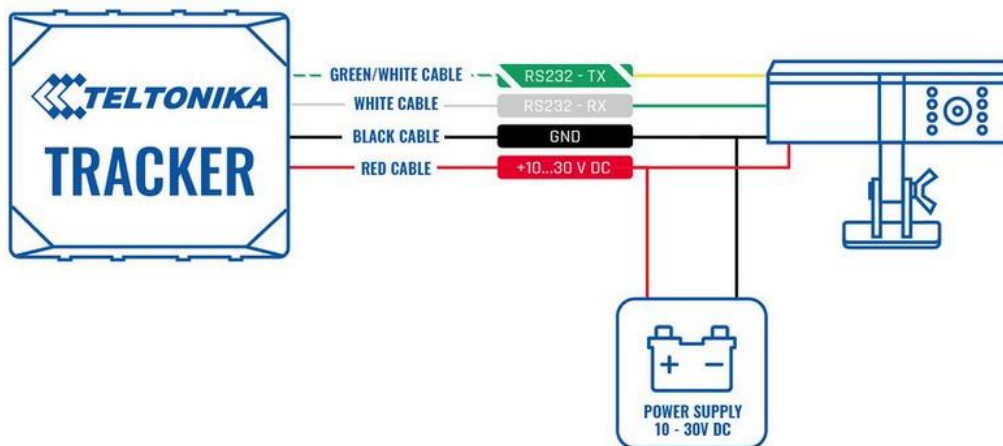 TELTONIKA
TRACKER
GREEN/WHITE CABLE RS232 - TX
WHITE CABLE RS232 - RX
BLACK CABLE GND
RED CABLE +10...30 V DC
+ −
POWER SUPPLY
10 - 30V DC